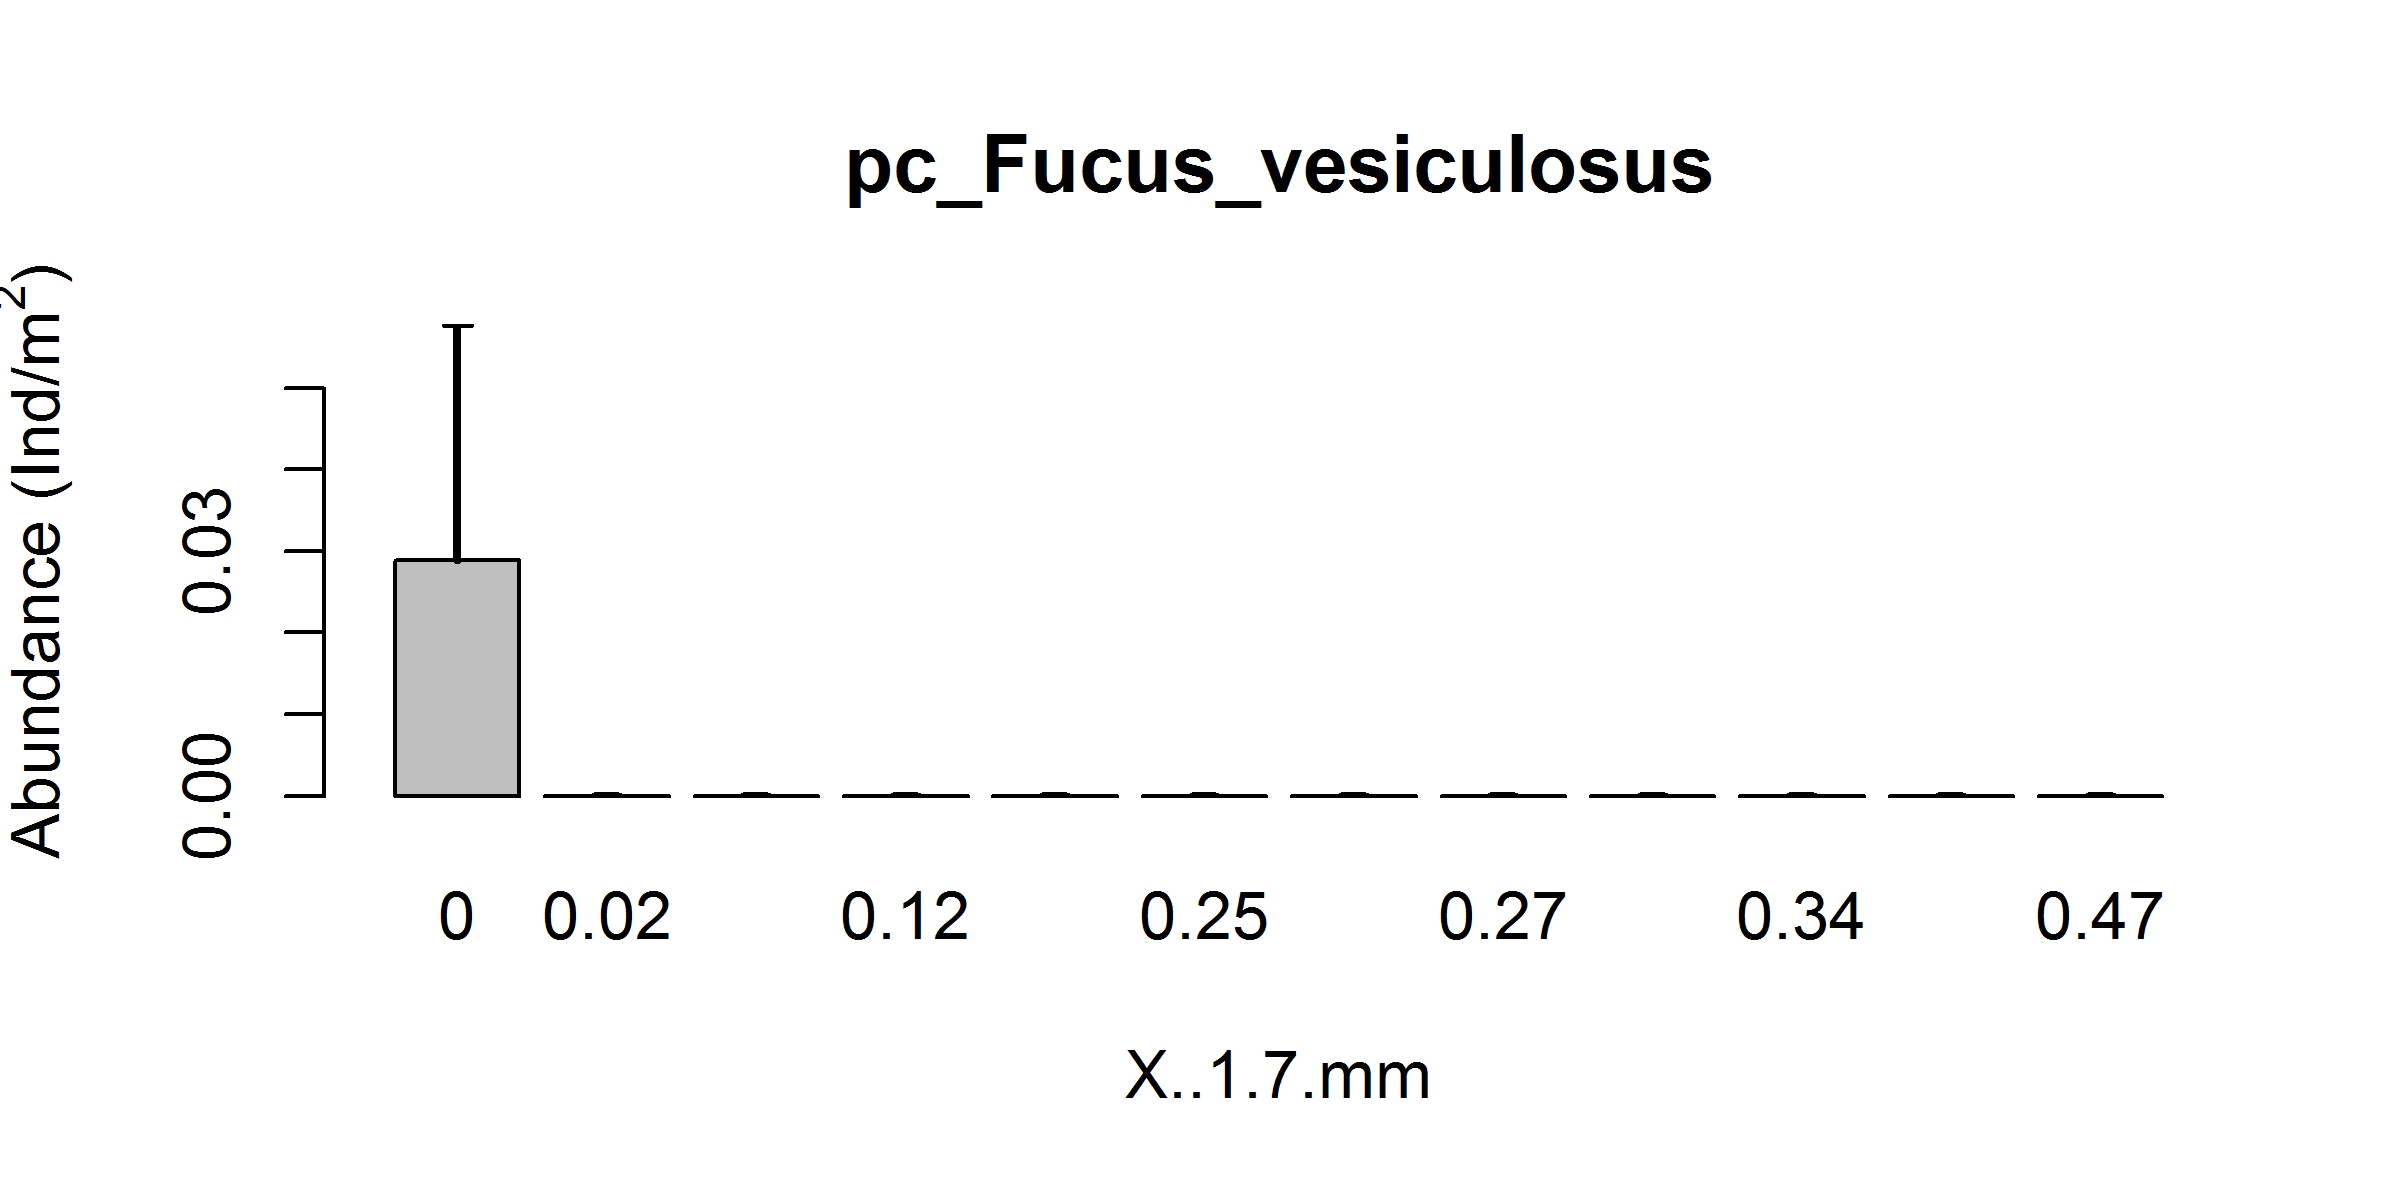 pc_Fucus_vesiculosus
Abundance (Ind/m²)
0.03
0.00
0 0.02 0.12 0.25 0.27 0.34 0.47
X..1.7.mm